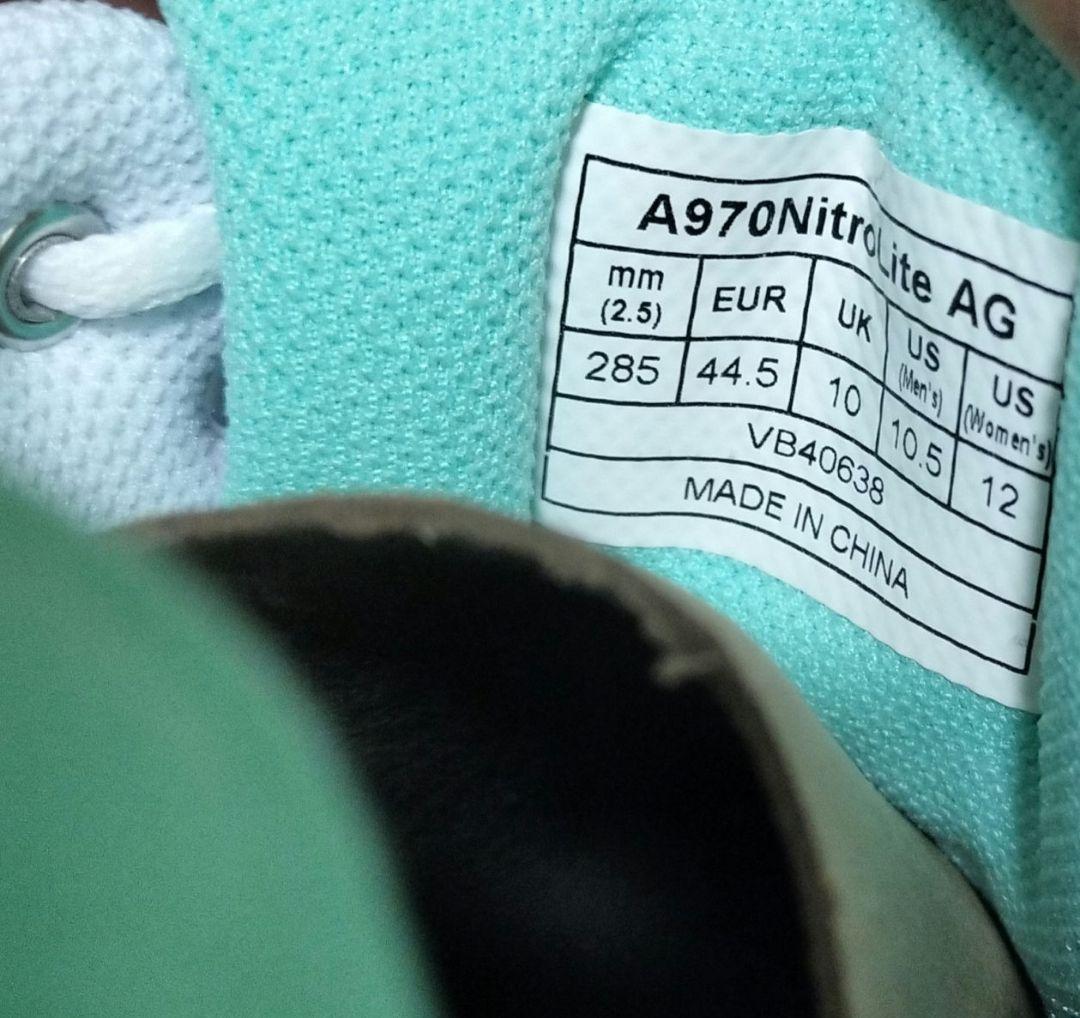 A970NitroLite AG
mm (2.5) EUR UK US (Men's) US (Women's)
285 44.5 10 10.5 12
VB40638
MADE IN CHINA